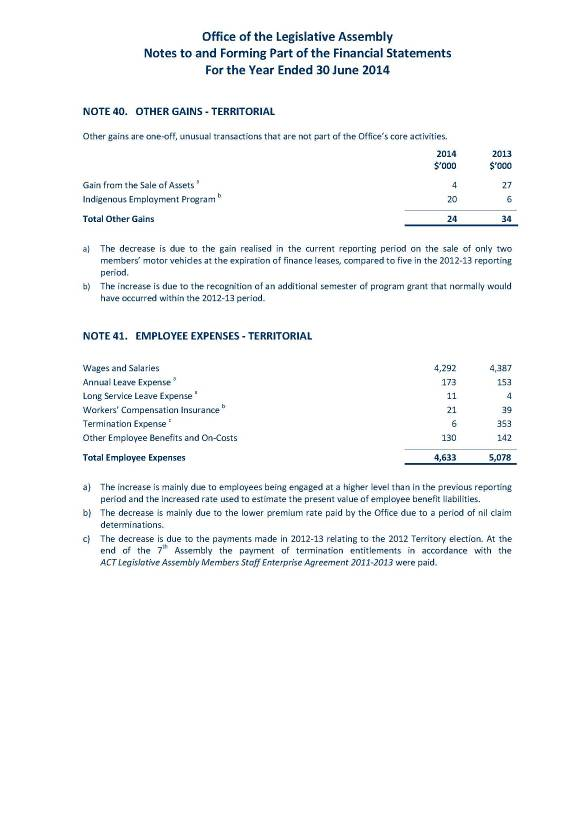 Office of the Legislative Assembly
Notes to and Forming Part of the Financial Statements
For the Year Ended 30 June 2014
NOTE 40. OTHER GAINS - TERRITORIAL
Other gains are one-off, unusual transactions that are not part of the Office's core activities.
2014 2013
$'000 $'000
Gain from the Sale of Assets a 4 27
Indigenous Employment Program b 20 6
Total Other Gains 24 34
a) The decrease is due to the gain realised in the current reporting period on the sale of only two
members' motor vehicles at the expiration of finance leases, compared to five in the 2012-13 reporting
period.
b) The increase is due to the recognition of an additional semester of program grant that normally would
have occurred within the 2012-13 period.
NOTE 41. EMPLOYEE EXPENSES - TERRITORIAL
Wages and Salaries 4,292 4,387
Annual Leave Expense a 173 153
Long Service Leave Expense a 11 4
Workers' Compensation Insurance b 21 39
Termination Expense c 6 353
Other Employee Benefits and On-Costs 130 142
Total Employee Expenses 4,633 5,078
a) The increase is mainly due to employees being engaged at a higher level than in the previous reporting
period and the increased rate used to estimate the present value of employee benefit liabilities.
b) The decrease is mainly due to the lower premium rate paid by the Office due to a period of nil claim
determinations.
c) The decrease is due to the payments made in 2012-13 relating to the 2012 Territory election. At the
end of the 7th Assembly the payment of termination entitlements in accordance with the
ACT Legislative Assembly Members Staff Enterprise Agreement 2011-2013 were paid.